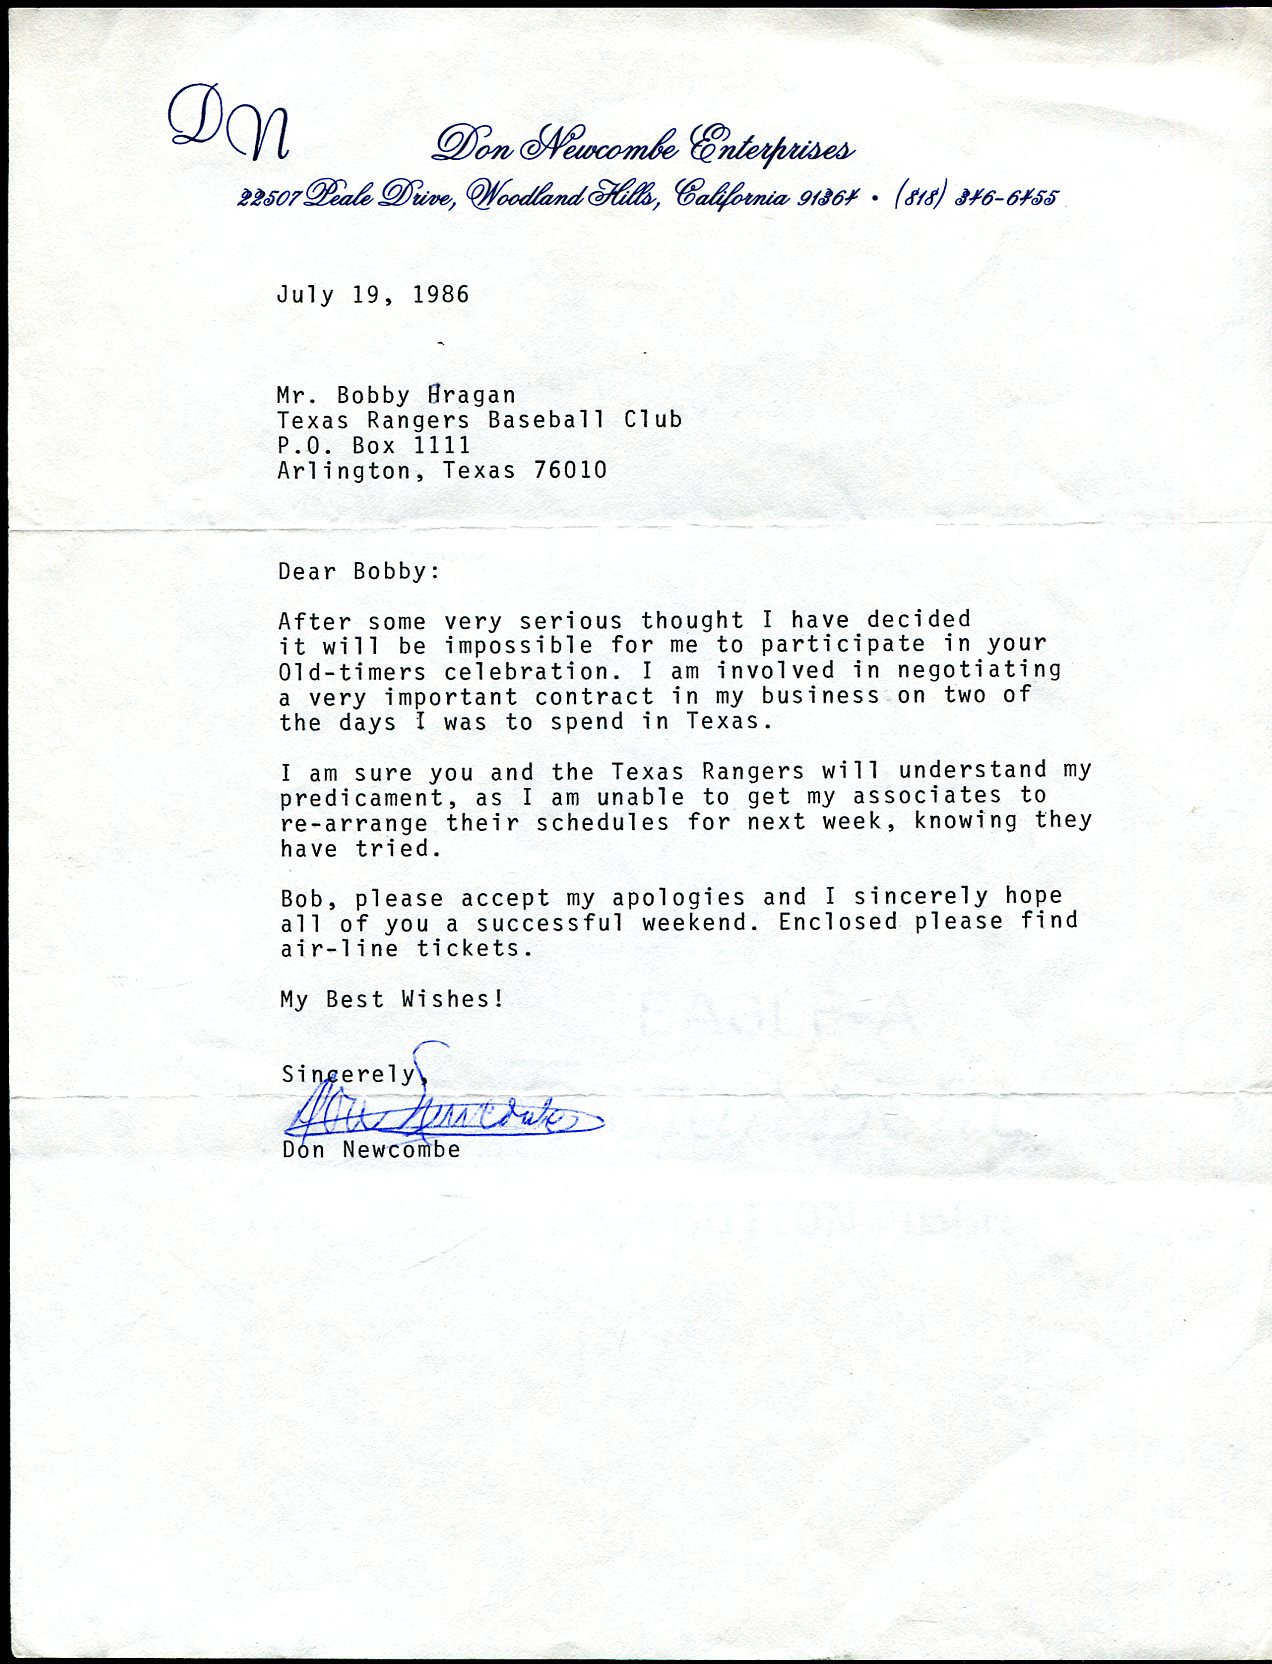 DN
Don Newcombe Enterprises
22507 Peale Drive, Woodland Hills, California 91364 • (818) 346-6455
July 19, 1986
Mr. Bobby Bragan
Texas Rangers Baseball Club
P.O. Box 1111
Arlington, Texas 76010
Dear Bobby:
After some very serious thought I have decided
it will be impossible for me to participate in your
Old-timers celebration. I am involved in negotiating
a very important contract in my business on two of
the days I was to spend in Texas.
I am sure you and the Texas Rangers will understand my
predicament, as I am unable to get my associates to
re-arrange their schedules for next week, knowing they
have tried.
Bob, please accept my apologies and I sincerely hope
all of you a successful weekend. Enclosed please find
air-line tickets.
My Best Wishes!
Sincerely,
Don Newcombe
Don Newcombe